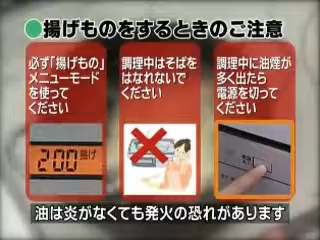 ●揚げものをするときのご注意
必ず「揚げもの」
メニューモード
を使って
ください
200 揚げ
調理中はそばを
はなれないで
ください
調理中に油煙が
多く出たら
電源を切って
ください
油は炎がなくても発火の恐れがあります